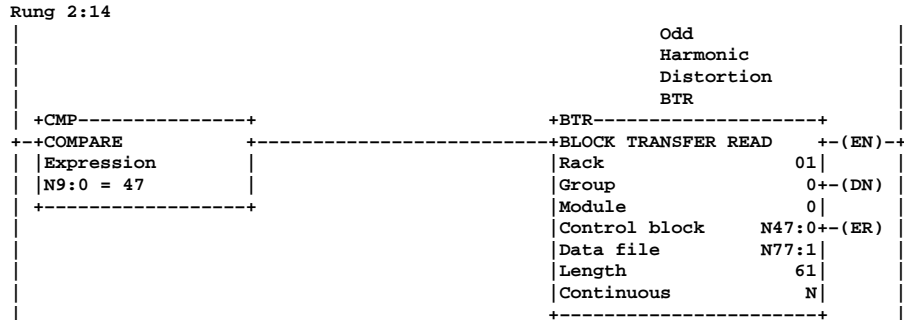 Rung 2:14
|                                                     Odd                     |
|                                                     Harmonic                |
|                                                     Distortion              |
|                                                     BTR                     |
| +CMP---------------+                       +BTR--------------------+      |
+-+COMPARE           +-----------------------+BLOCK TRANSFER READ    +-(EN)-+
| |Expression        |                       |Rack                 01|      |
| |N9:0 = 47         |                       |Group                 0+-(DN) |
| +------------------+                       |Module                0|      |
|                                            |Control block     N47:0+-(ER) |
|                                            |Data file         N77:1|      |
|                                            |Length               61|      |
|                                            |Continuous            N|      |
|                                            +-----------------------+      |